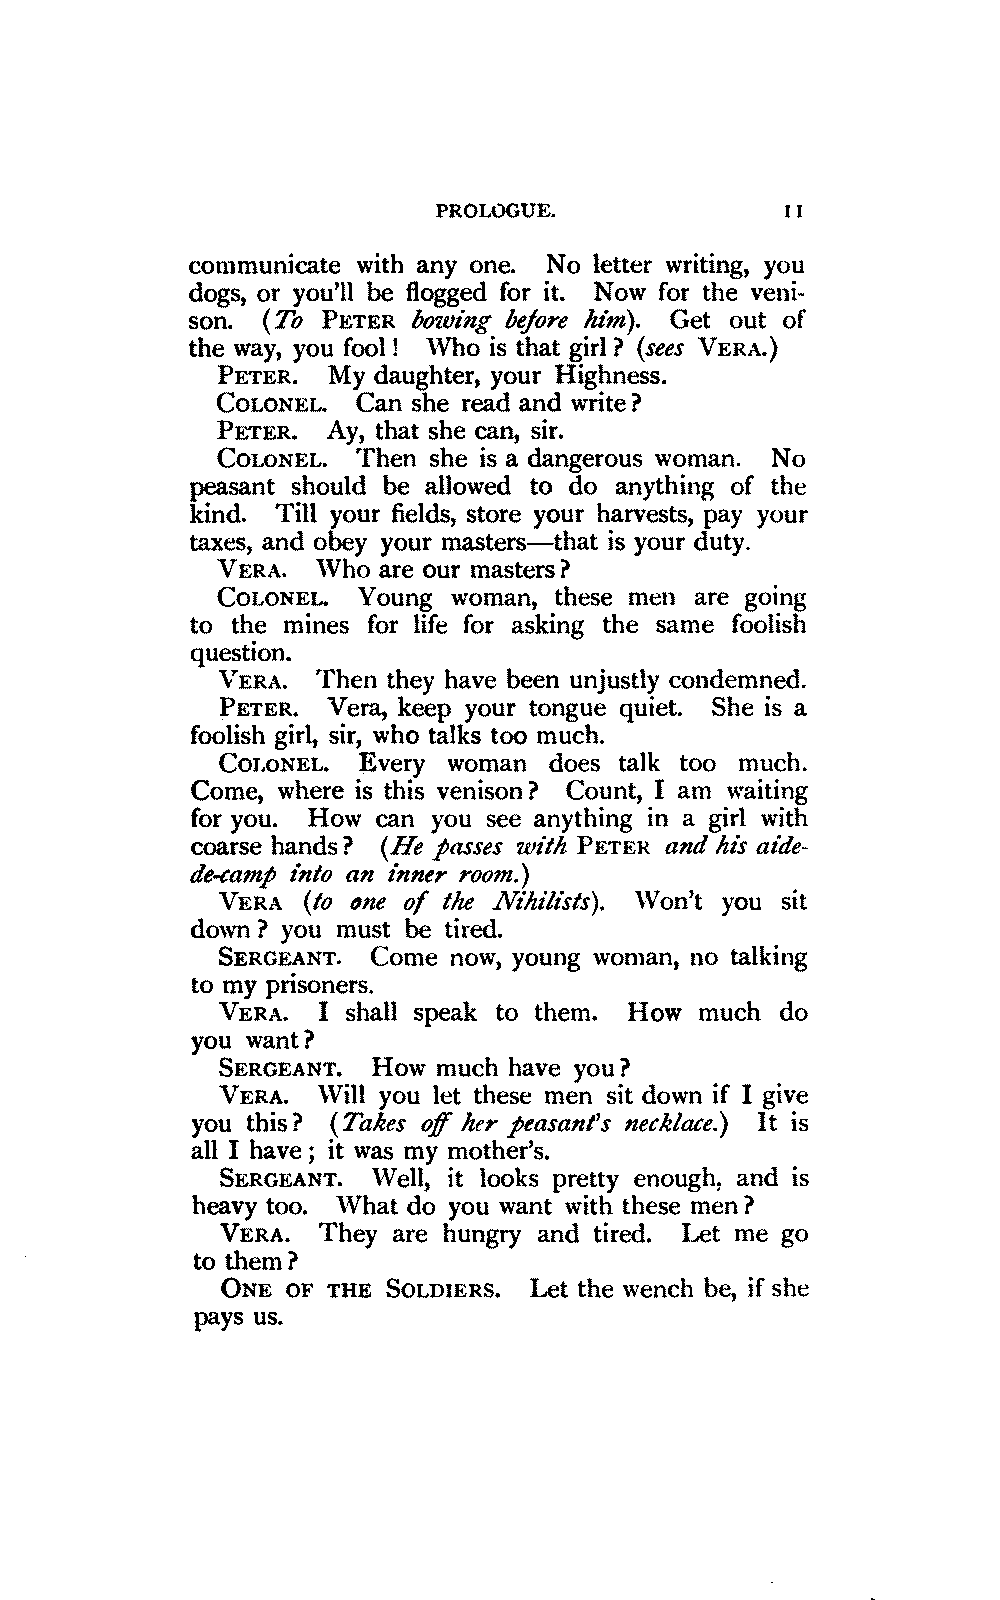 PROLOGUE. 11
communicate with any one. No letter writing, you
dogs, or you'll be flogged for it. Now for the veni-
son. (To PETER bowing before him). Get out of
the way, you fool! Who is that girl? (sees VERA.)
PETER. My daughter, your Highness.
COLONEL. Can she read and write?
PETER. Ay, that she can, sir.
COLONEL. Then she is a dangerous woman. No
peasant should be allowed to do anything of the
kind. Till your fields, store your harvests, pay your
taxes, and obey your masters—that is your duty.
VERA. Who are our masters?
COLONEL. Young woman, these men are going
to the mines for life for asking the same foolish
question.
VERA. Then they have been unjustly condemned.
PETER. Vera, keep your tongue quiet. She is a
foolish girl, sir, who talks too much.
COLONEL. Every woman does talk too much.
Come, where is this venison? Count, I am waiting
for you. How can you see anything in a girl with
coarse hands? (He passes with PETER and his aide-
de-camp into an inner room.)
VERA (to one of the Nihilists). Won't you sit
down? you must be tired.
SERGEANT. Come now, young woman, no talking
to my prisoners.
VERA. I shall speak to them. How much do
you want?
SERGEANT. How much have you?
VERA. Will you let these men sit down if I give
you this? (Takes off her peasant's necklace.) It is
all I have; it was my mother's.
SERGEANT. Well, it looks pretty enough, and is
heavy too. What do you want with these men?
VERA. They are hungry and tired. Let me go
to them?
ONE OF THE SOLDIERS. Let the wench be, if she
pays us.